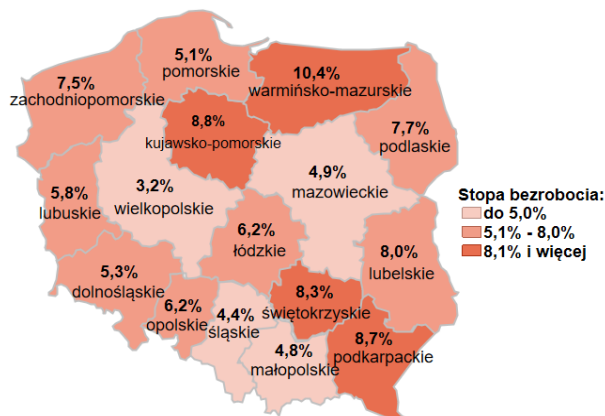 5,1%
pomorskie
10,4%
warmińsko-mazurskie
7,5%
zachodniopomorskie
8,8%
kujawsko-pomorskie
7,7%
podlaskie
4,9%
mazowieckie
3,2%
wielkopolskie
5,8%
lubuskie
6,2%
łódzkie
8,0%
lubelskie
5,3%
dolnośląskie
6,2%
opolskie
4,4%
śląskie
8,3%
świętokrzyskie
4,8%
małopolskie
8,7%
podkarpackie
Stopa bezrobocia:
do 5,0%
5,1% - 8,0%
8,1% i więcej